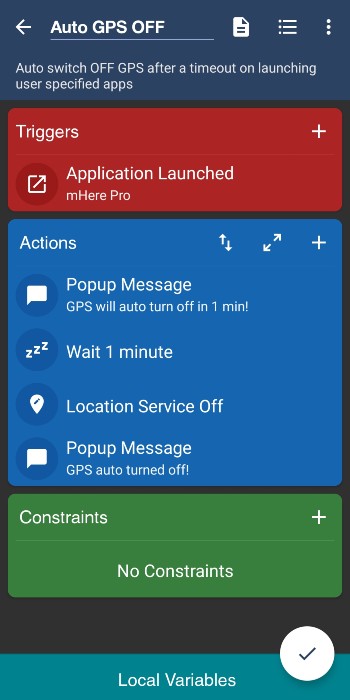 Auto GPS OFF
Auto switch OFF GPS after a timeout on launching
user specified apps
Triggers
Application Launched
mHere Pro
Actions
Popup Message
GPS will auto turn off in 1 min!
zzz
Wait 1 minute
Location Service Off
Popup Message
GPS auto turned off!
Constraints
No Constraints
Local Variables